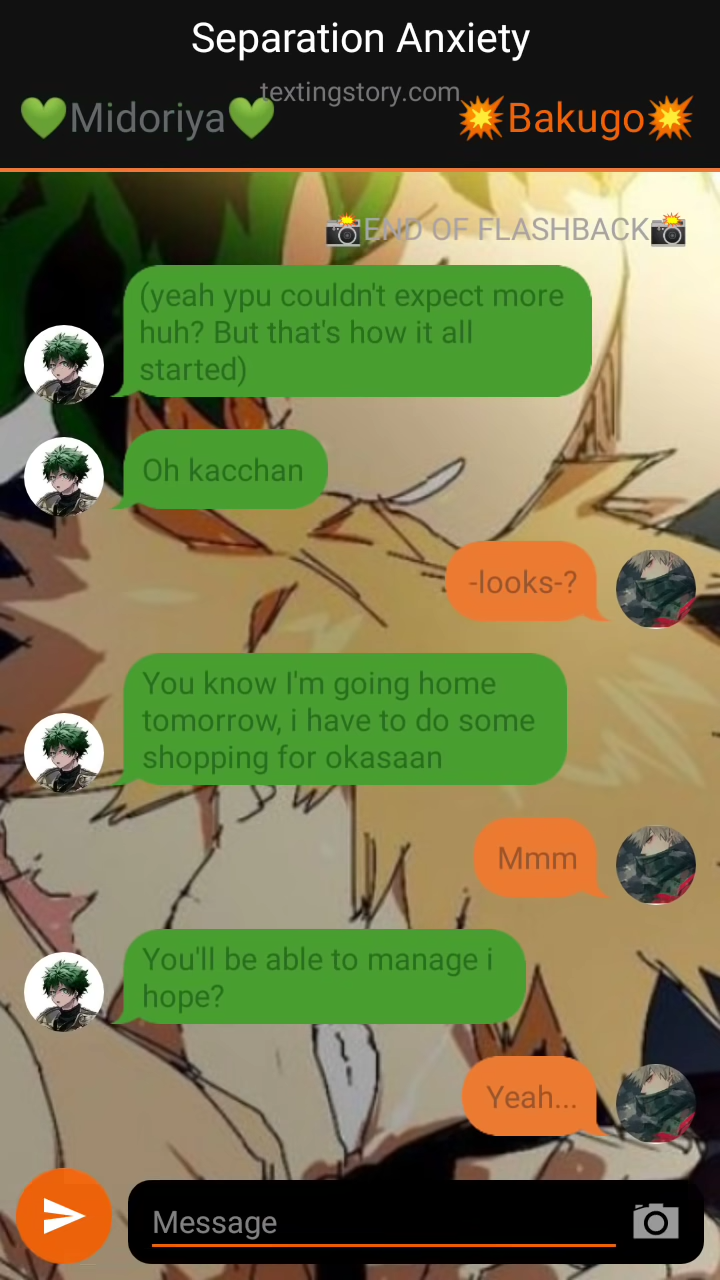 Separation Anxiety
textingstory.com
💚Midoriya💚
💥Bakugo💥
📸END OF FLASHBACK📸
(yeah ypu couldn't expect more
huh? But that's how it all
started)
Oh kacchan
-looks-?
You know I'm going home
tomorrow, i have to do some
shopping for okasaan
Mmm
You'll be able to manage i
hope?
Yeah...
Message